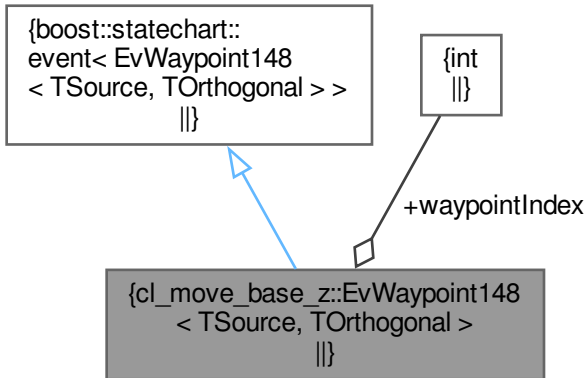 {boost::statechart::
event< EvWaypoint148
< TSource, TOrthogonal > >
||}
{int
||}
+waypointIndex
{cl_move_base_z::EvWaypoint148
< TSource, TOrthogonal >
||}